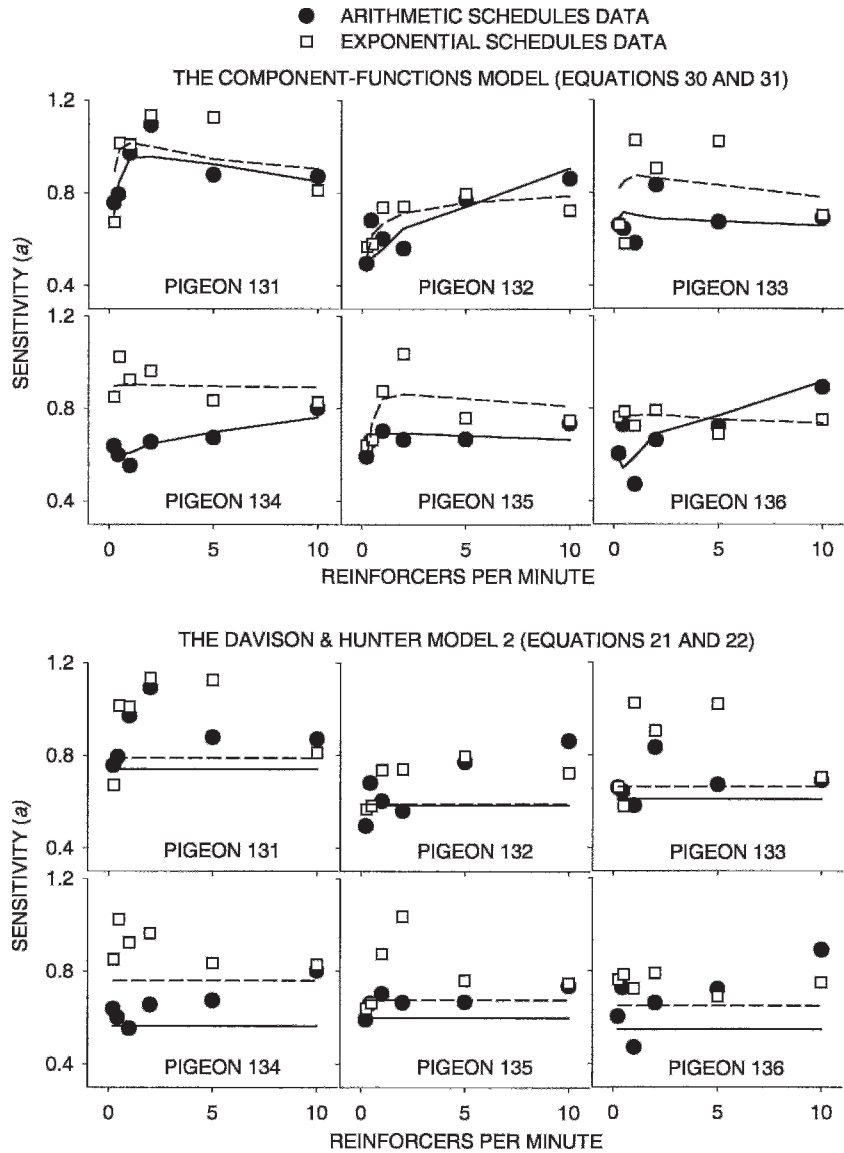 ARITHMETIC SCHEDULES DATA
EXPONENTIAL SCHEDULES DATA
THE COMPONENT-FUNCTIONS MODEL (EQUATIONS 30 AND 31)
SENSITIVITY (a)
1.2
0.8
0.4
PIGEON 131
PIGEON 132
PIGEON 133
1.2
0.8
0.4
PIGEON 134
PIGEON 135
PIGEON 136
0 5 10 0 5 10 0 5 10
REINFORCERS PER MINUTE
THE DAVISON & HUNTER MODEL 2 (EQUATIONS 21 AND 22)
SENSITIVITY (a)
1.2
0.8
0.4
PIGEON 131
PIGEON 132
PIGEON 133
1.2
0.8
0.4
PIGEON 134
PIGEON 135
PIGEON 136
0 5 10 0 5 10 0 5 10
REINFORCERS PER MINUTE